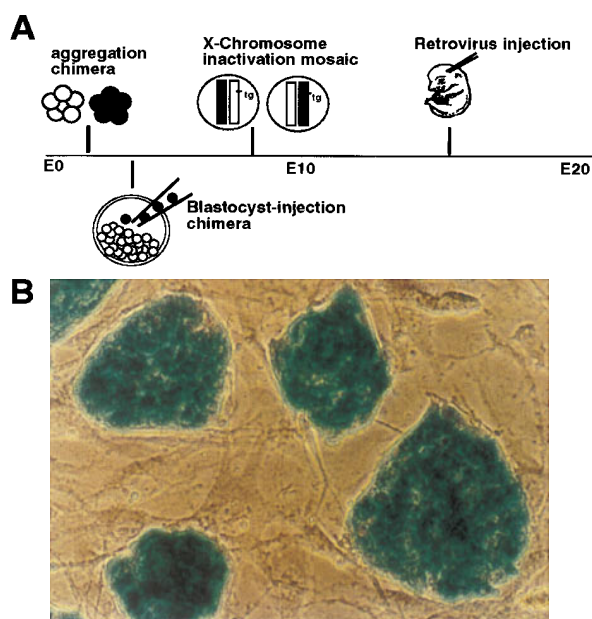 A
aggregation
chimera
X-Chromosome
inactivation mosaic
tg
tg
Retrovirus injection
E0
E10
E20
Blastocyst-injection
chimera
B